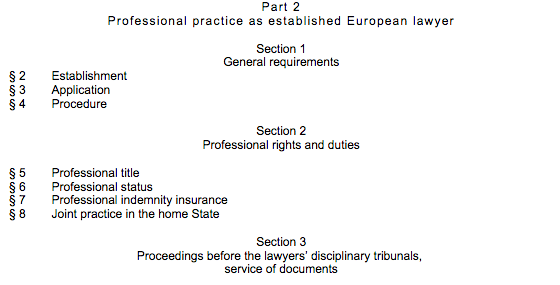 Part 2
Professional practice as established European lawyer
Section 1
General requirements
§ 2 Establishment
§ 3 Application
§ 4 Procedure
Section 2
Professional rights and duties
§ 5 Professional title
§ 6 Professional status
§ 7 Professional indemnity insurance
§ 8 Joint practice in the home State
Section 3
Proceedings before the lawyers' disciplinary tribunals,
service of documents